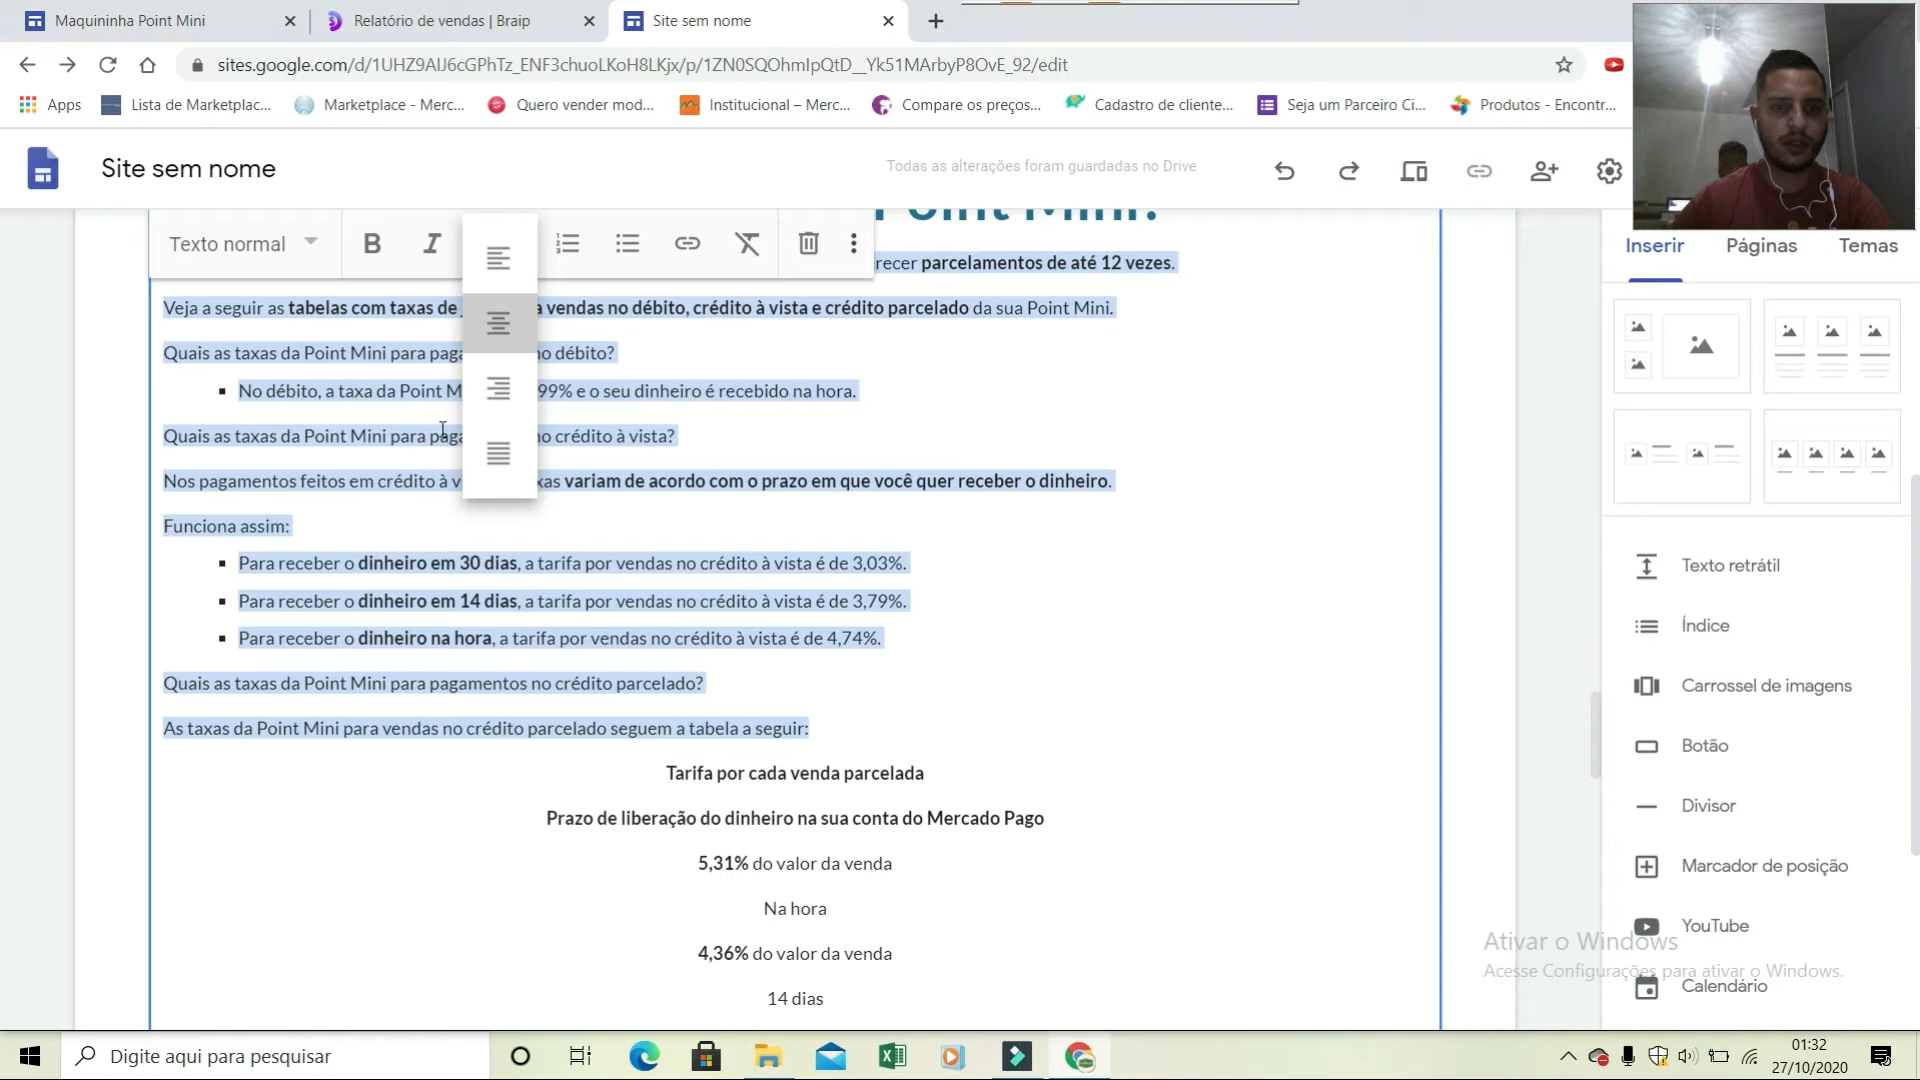 Maquininha Point Mini
Relatório de vendas | Braip
Site sem nome
sites.google.com/d/1UHZ9AIJ6cGPhTz_ENF3chuoLKoH8LKjx/p/1ZN0SQOhmIpQtD__Yk51MArbyP8OvE_92/edit
Apps
Lista de Marketplac...
Marketplace - Merc...
Quero vender mod...
Institucional – Merc...
Compare os preços...
Cadastro de cliente...
Seja um Parceiro Ci...
Produtos - Encontr...
Site sem nome
Todas as alterações foram guardadas no Drive
Point Mini?
Texto normal
Inserir
Páginas
Temas
recer parcelamentos de até 12 vezes.
Veja a seguir as tabelas com taxas de a vendas no débito, crédito à vista e crédito parcelado da sua Point Mini.
Quais as taxas da Point Mini para paga no débito?
No débito, a taxa da Point M 99% e o seu dinheiro é recebido na hora.
Quais as taxas da Point Mini para paga no crédito à vista?
Nos pagamentos feitos em crédito à v xas variam de acordo com o prazo em que você quer receber o dinheiro.
Funciona assim:
Para receber o dinheiro em 30 dias, a tarifa por vendas no crédito à vista é de 3,03%.
Para receber o dinheiro em 14 dias, a tarifa por vendas no crédito à vista é de 3,79%.
Para receber o dinheiro na hora, a tarifa por vendas no crédito à vista é de 4,74%.
Quais as taxas da Point Mini para pagamentos no crédito parcelado?
As taxas da Point Mini para vendas no crédito parcelado seguem a tabela a seguir:
Tarifa por cada venda parcelada
Prazo de liberação do dinheiro na sua conta do Mercado Pago
5,31% do valor da venda
Na hora
4,36% do valor da venda
14 dias
Texto retrátil
Índice
Carrossel de imagens
Botão
Divisor
Marcador de posição
YouTube
Calendário
Ativar o Windows
Acesse Configurações para ativar o Windows.
Digite aqui para pesquisar
01:32
27/10/2020